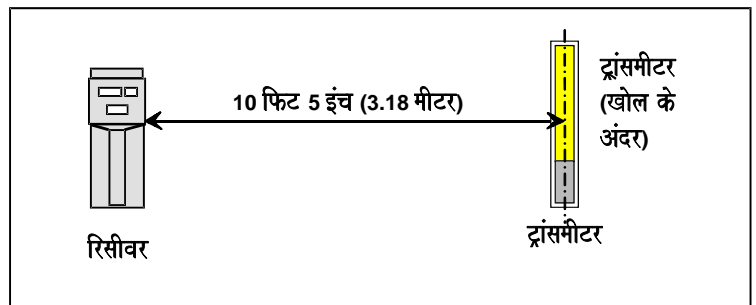 10 फिट 5 इंच (3.18 मीटर)
ट्रांसमीटर
(खोल के
अंदर)
रिसीवर
ट्रांसमीटर